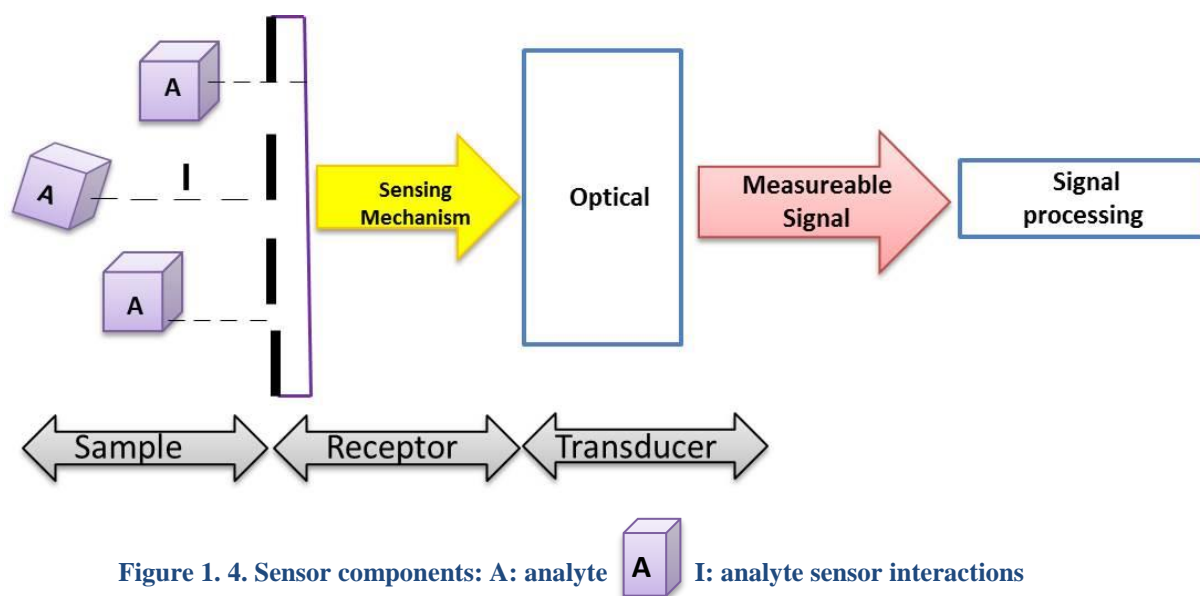 A
A
I
A
Sensing
Mechanism
Optical
Measureable
Signal
Signal
processing
Sample
Receptor
Transducer
Figure 1. 4. Sensor components: A: analyte A I: analyte sensor interactions